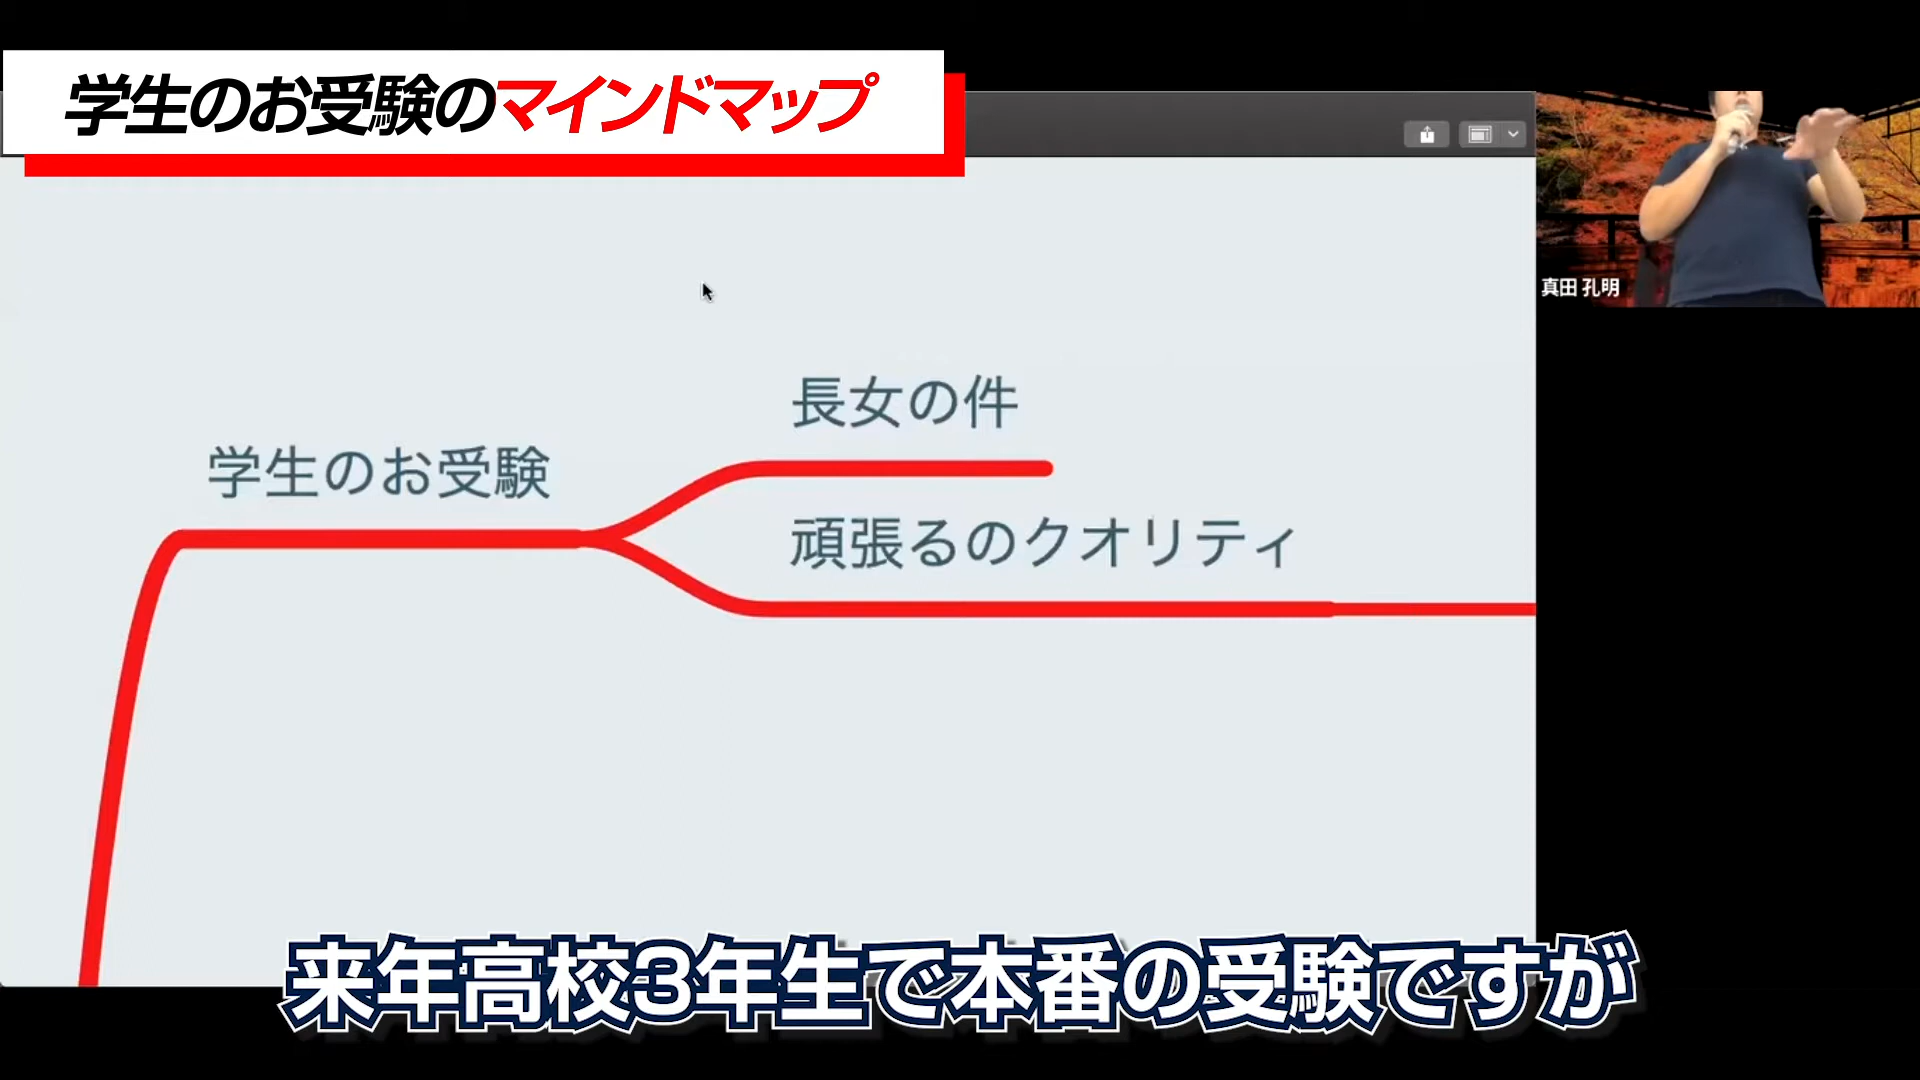 学生のお受験のマインドマップ
真田 孔明
長女の件
学生のお受験
頑張るのクオリティ
来年高校3年生で本番の受験ですが